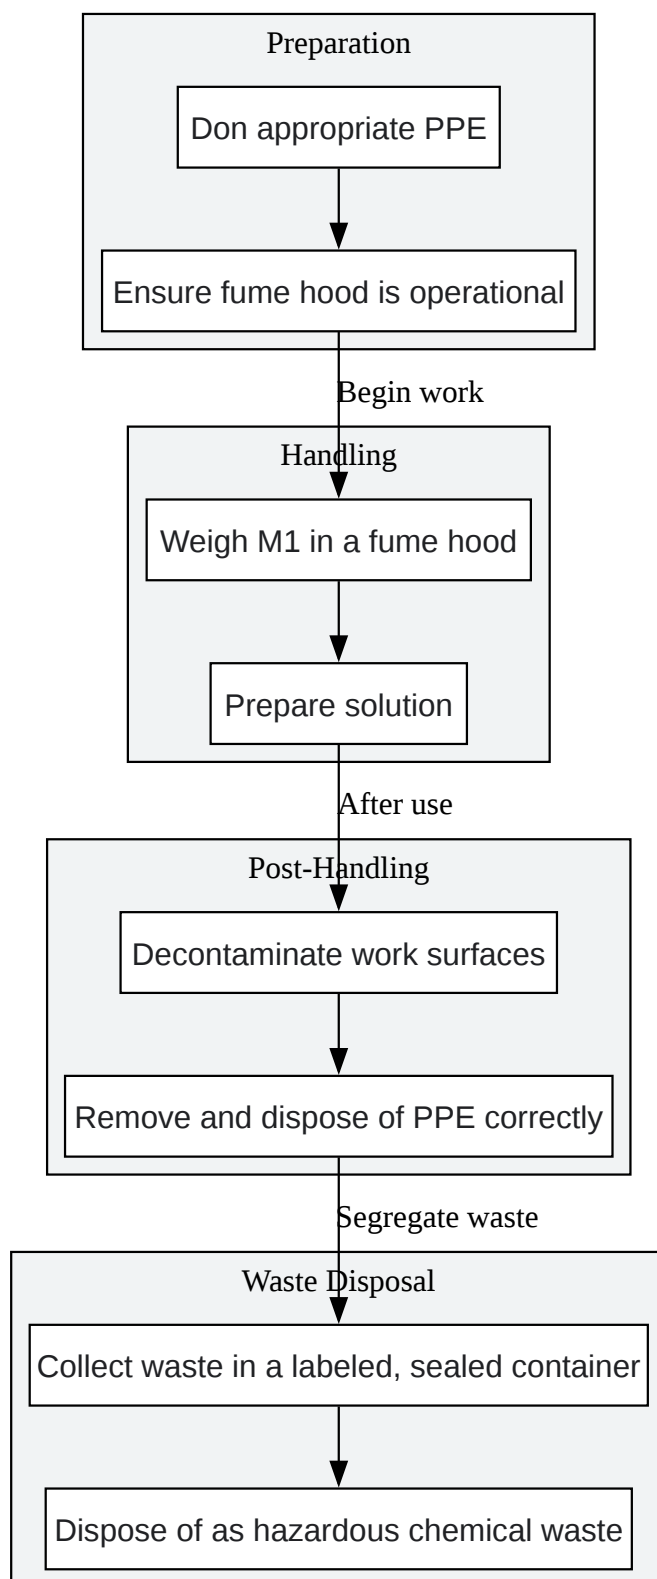 Preparation
Don appropriate PPE
Ensure fume hood is operational
Begin work
Handling
Weigh M1 in a fume hood
Prepare solution
After use
Post-Handling
Decontaminate work surfaces
Remove and dispose of PPE correctly
Segregate waste
Waste Disposal
Collect waste in a labeled, sealed container
Dispose of as hazardous chemical waste